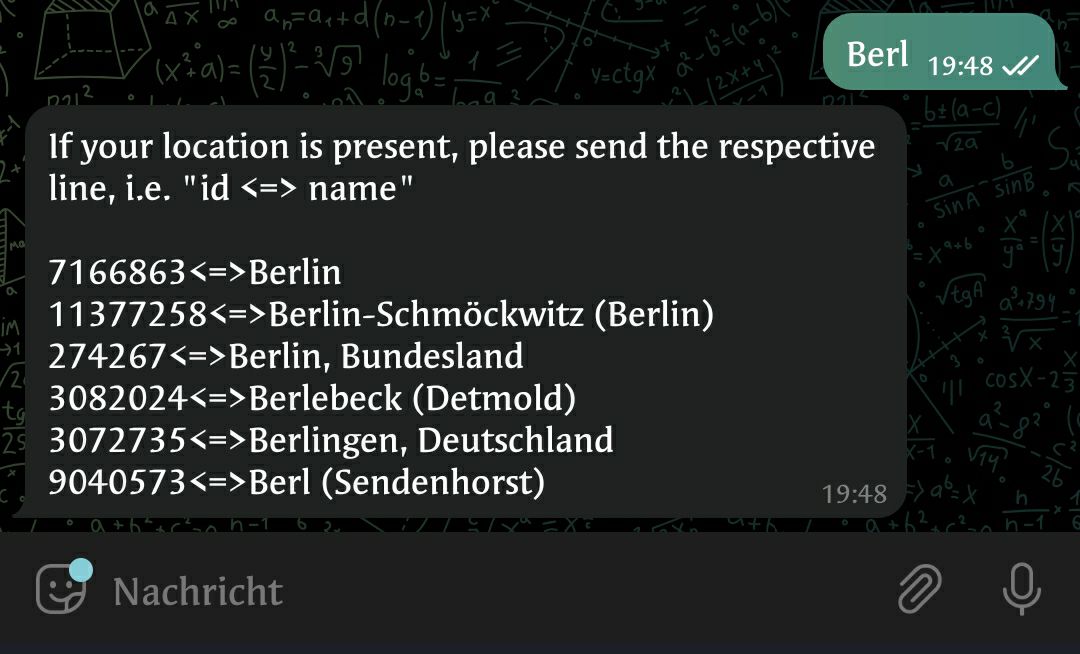 Berl 19:48
If your location is present, please send the respective
line, i.e. "id <=> name"
7166863<=>Berlin
11377258<=>Berlin-Schmöckwitz (Berlin)
274267<=>Berlin, Bundesland
3082024<=>Berlebeck (Detmold)
3072735<=>Berlingen, Deutschland
9040573<=>Berl (Sendenhorst)
19:48
Nachricht